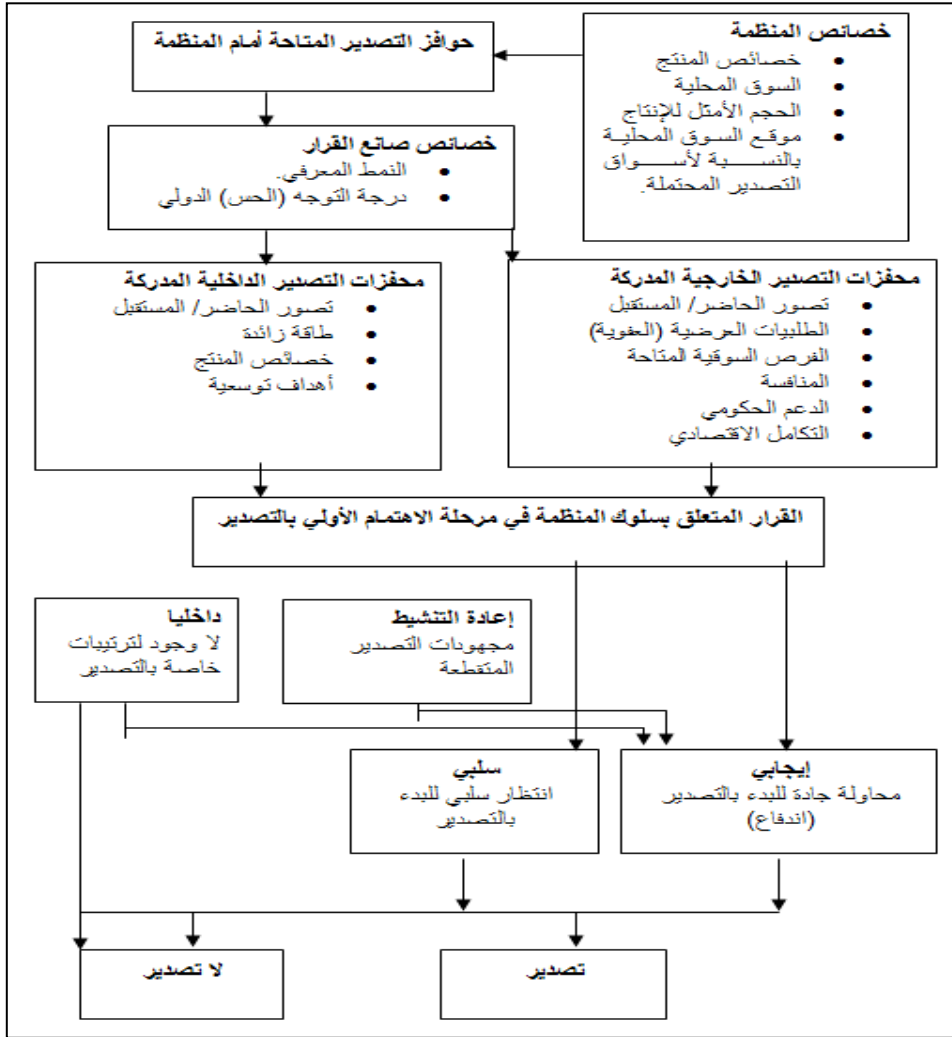 خصائص المنظمة
• خصائص المنتج
• السوق المحلية
• الحجم الأمثل للإنتاج
• موقع السوق المحلية
بالنسبة لأسواق
التصدير المحتملة.
حوافز التصدير المتاحة أمام المنظمة
خصائص صانع القرار
• النمط المعرفي.
• درجة التوجه (الحس) الدولي
محفزات التصدير الخارجية المدركة
• تصور الحاضر/ المستقبل
• الطلبيات العرضية (العفوية)
• الفرص السوقية المتاحة
• المنافسة
• الدعم الحكومي
• التكامل الاقتصادي
محفزات التصدير الداخلية المدركة
• تصور الحاضر/ المستقبل
• طاقة زائدة
• خصائص المنتج
• أهداف توسعية
القرار المتعلق بسلوك المنظمة في مرحلة الاهتمام الأولي بالتصدير
إعادة التنشيط
مجهودات التصدير
المتقطعة
داخليا
لا وجود لترتيبات
خاصة بالتصدير
إيجابي
محاولة جادة للبدء بالتصدير
(اندفاع)
سلبي
انتظار سلبي للبدء
بالتصدير
تصدير
لا تصدير